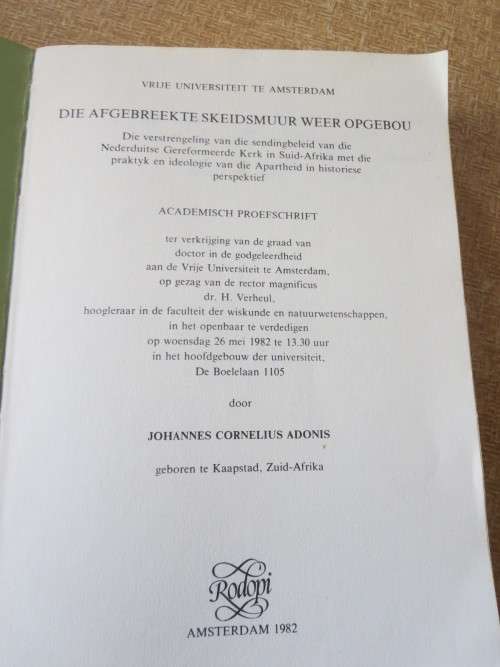 VRIJE UNIVERSITEIT TE AMSTERDAM
DIE AFGEBREEKTE SKEIDSMUUR WEER OPGEBOU
Die verstrengeling van die sendingbeleid van die
Nederduitse Gereformeerde Kerk in Suid-Afrika met die
praktyk en ideologie van die Apartheid in historiese
perspektief
ACADEMISCH PROEFSCHRIFT
ter verkrijging van de graad van
doctor in de godgeleerdheid
aan de Vrije Universiteit te Amsterdam,
op gezag van de rector magnificus
dr. H. Verheul,
hoogleraar in de faculteit der wiskunde en natuurwetenschappen,
in het openbaar te verdedigen
op woensdag 26 mei 1982 te 13.30 uur
in het hoofdgebouw der universiteit,
De Boelelaan 1105
door
JOHANNES CORNELIUS ADONIS
geboren te Kaapstad, Zuid-Afrika
Rodopi
AMSTERDAM 1982